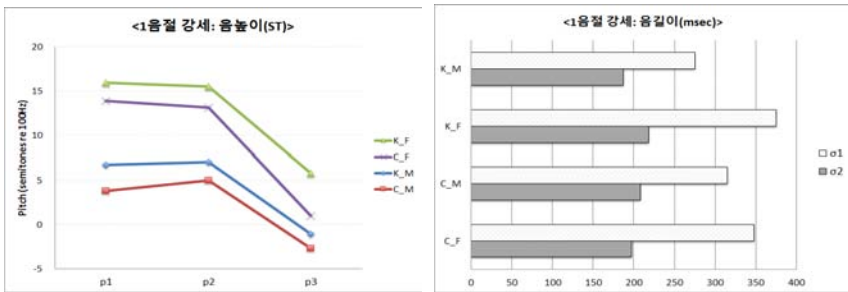 <1음절 강세: 음높이(ST)>
Pitch (semitones re 100Hz)
20
15
10
5
0
-5
p1 p2 p3
K_F
C_F
K_M
C_M
<1음절 강세: 음길이(msec)>
K_M
K_F
C_M
C_F
0 50 100 150 200 250 300 350 400
σ1
σ2